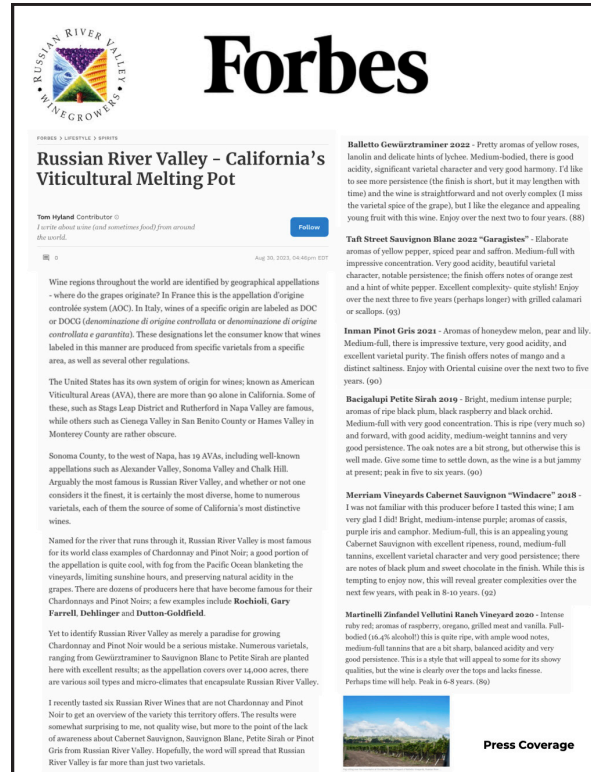 RUSSIAN RIVER VALLEY
WINEGROWERS
Forbes
FORBES > LIFESTYLE > SPIRITS
Russian River Valley - California's
Viticultural Melting Pot
Tom Hyland Contributor
I write about wine (and sometimes food) from around
the world.
Follow
0
Aug 30, 2023, 04:46pm EDT
Wine regions throughout the world are identified by geographical appellations
- where do the grapes originate? In France this is the appellation d'origine
controlée system (AOC). In Italy, wines of a specific origin are labeled as DOC
or DOCG (denominazione di origine controllata or denominazione di origine
controllata e garantita). These designations let the consumer know that wines
labeled in this manner are produced from specific varietals from a specific
area, as well as several other regulations.
The United States has its own system of origin for wines; known as American
Viticultural Areas (AVA), there are more than 90 alone in California. Some of
these, such as Stags Leap District and Rutherford in Napa Valley are famous,
while others such as Cienega Valley in San Benito County or Hames Valley in
Monterey County are rather obscure.
Sonoma County, to the west of Napa, has 19 AVAs, including well-known
appellations such as Alexander Valley, Sonoma Valley and Chalk Hill.
Arguably the most famous is Russian River Valley, and whether or not one
considers it the finest, it is certainly the most diverse, home to numerous
varietals, each of them the source of some of California's most distinctive
wines.
Named for the river that runs through it, Russian River Valley is most famous
for its world class examples of Chardonnay and Pinot Noir; a good portion of
the appellation is quite cool, with fog from the Pacific Ocean blanketing the
vineyards, limiting sunshine hours, and preserving natural acidity in the
grapes. There are dozens of producers here that have become famous for their
Chardonnays and Pinot Noirs; a few examples include Rochioli, Gary
Farrell, Dehlinger and Dutton-Goldfield.
Yet to identify Russian River Valley as merely a paradise for growing
Chardonnay and Pinot Noir would be a serious mistake. Numerous varietals,
ranging from Gewürztraminer to Sauvignon Blanc to Petite Sirah are planted
here with excellent results; as the appellation covers over 14,000 acres, there
are various soil types and micro-climates that encapsulate Russian River Valley.
I recently tasted six Russian River Wines that are not Chardonnay and Pinot
Noir to get an overview of the variety this territory offers. The results were
somewhat surprising to me, not quality wise, but more to the point of the lack
of awareness about Cabernet Sauvignon, Sauvignon Blanc, Petite Sirah or Pinot
Gris from Russian River Valley. Hopefully, the word will spread that Russian
River Valley is far more than just two varietals.
Balletto Gewürztraminer 2022 - Pretty aromas of yellow roses,
lanolin and delicate hints of lychee. Medium-bodied, there is good
acidity, significant varietal character and very good harmony. I'd like
to see more persistence (the finish is short, but it may lengthen with
time) and the wine is straightforward and not overly complex (I miss
the varietal spice of the grape), but I like the elegance and appealing
young fruit with this wine. Enjoy over the next two to four years. (88)
Taft Street Sauvignon Blanc 2022 "Garagistes" - Elaborate
aromas of yellow pepper, spiced pear and saffron. Medium-full with
impressive concentration. Very good acidity, beautiful varietal
character, notable persistence; the finish offers notes of orange zest
and a hint of white pepper. Excellent complexity- quite stylish! Enjoy
over the next three to five years (perhaps longer) with grilled calamari
or scallops. (93)
Inman Pinot Gris 2021 - Aromas of honeydew melon, pear and lily.
Medium-full, there is impressive texture, very good acidity, and
excellent varietal purity. The finish offers notes of mango and a
distinct saltiness. Enjoy with Oriental cuisine over the next two to five
years. (90)
Bacigalupi Petite Sirah 2019 - Bright, medium intense purple;
aromas of ripe black plum, black raspberry and black orchid.
Medium-full with very good concentration. This is ripe (very much so)
and forward, with good acidity, medium-weight tannins and very
good persistence. The oak notes are a bit strong, but otherwise this is
well made. Give some time to settle down, as the wine is a but jammy
at present; peak in five to six years. (90)
Merriam Vineyards Cabernet Sauvignon "Windacre" 2018 -
I was not familiar with this producer before I tasted this wine; I am
very glad I did! Bright, medium-intense purple; aromas of cassis,
purple iris and camphor. Medium-full, this is an appealing young
Cabernet Sauvignon with excellent ripeness, round, medium-full
tannins, excellent varietal character and very good persistence; there
are notes of black plum and sweet chocolate in the finish. While this is
tempting to enjoy now, this will reveal greater complexities over the
next few years, with peak in 8-10 years. (92)
Martinelli Zinfandel Vellutini Ranch Vineyard 2020 - Intense
ruby red; aromas of raspberry, oregano, grilled meat and vanilla. Full-
bodied (16.4% alcohol!) this is quite ripe, with ample wood notes,
medium-full tannins that are a bit sharp, balanced acidity and very
good persistence. This is a style that will appeal to some for its showy
qualities, but the wine is clearly over the tops and lacks finesse.
Perhaps time will help. Peak in 6-8 years. (89)
Press Coverage